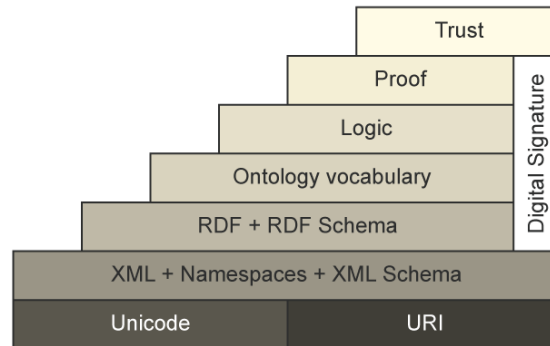 Trust
Proof
Digital Signature
Logic
Ontology vocabulary
RDF + RDF Schema
XML + Namespaces + XML Schema
Unicode
URI